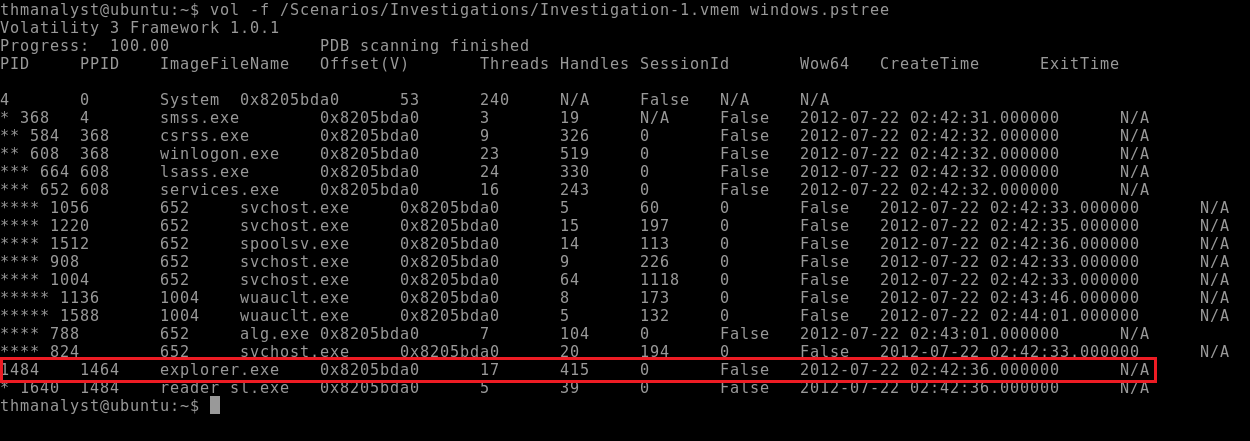 thmanalyst@ubuntu:~$ vol -f /Scenarios/Investigations/Investigation-1.vmem windows.pstree
Volatility 3 Framework 1.0.1
Progress:  100.00               PDB scanning finished
PID     PPID    ImageFileName   Offset(V)       Threads Handles SessionId       Wow64   CreateTime      ExitTime

4       0       System  0x8205bda0      53      240     N/A     False   N/A     N/A
* 368   4       smss.exe        0x8205bda0      3       19      N/A     False   2012-07-22 02:42:31.000000      N/A
** 584  368     csrss.exe       0x8205bda0      9       326     0       False   2012-07-22 02:42:32.000000      N/A
** 608  368     winlogon.exe    0x8205bda0      23      519     0       False   2012-07-22 02:42:32.000000      N/A
*** 664 608     lsass.exe       0x8205bda0      24      330     0       False   2012-07-22 02:42:32.000000      N/A
*** 652 608     services.exe    0x8205bda0      16      243     0       False   2012-07-22 02:42:32.000000      N/A
**** 1056       652     svchost.exe     0x8205bda0      5       60      0       False   2012-07-22 02:42:33.000000      N/A
**** 1220       652     svchost.exe     0x8205bda0      15      197     0       False   2012-07-22 02:42:35.000000      N/A
**** 1512       652     spoolsv.exe     0x8205bda0      14      113     0       False   2012-07-22 02:42:36.000000      N/A
**** 908        652     svchost.exe     0x8205bda0      9       226     0       False   2012-07-22 02:42:33.000000      N/A
**** 1004       652     svchost.exe     0x8205bda0      64      1118    0       False   2012-07-22 02:42:33.000000      N/A
***** 1136      1004    wuauclt.exe     0x8205bda0      8       173     0       False   2012-07-22 02:43:46.000000      N/A
***** 1588      1004    wuauclt.exe     0x8205bda0      5       132     0       False   2012-07-22 02:44:01.000000      N/A
**** 788        652     alg.exe 0x8205bda0      7       104     0       False   2012-07-22 02:43:01.000000      N/A
**** 824        652     svchost.exe     0x8205bda0      20      194     0       False   2012-07-22 02:42:33.000000      N/A
1484    1464    explorer.exe    0x8205bda0      17      415     0       False   2012-07-22 02:42:36.000000      N/A
* 1640  1484    reader_sl.exe   0x8205bda0      5       39      0       False   2012-07-22 02:42:36.000000      N/A
thmanalyst@ubuntu:~$